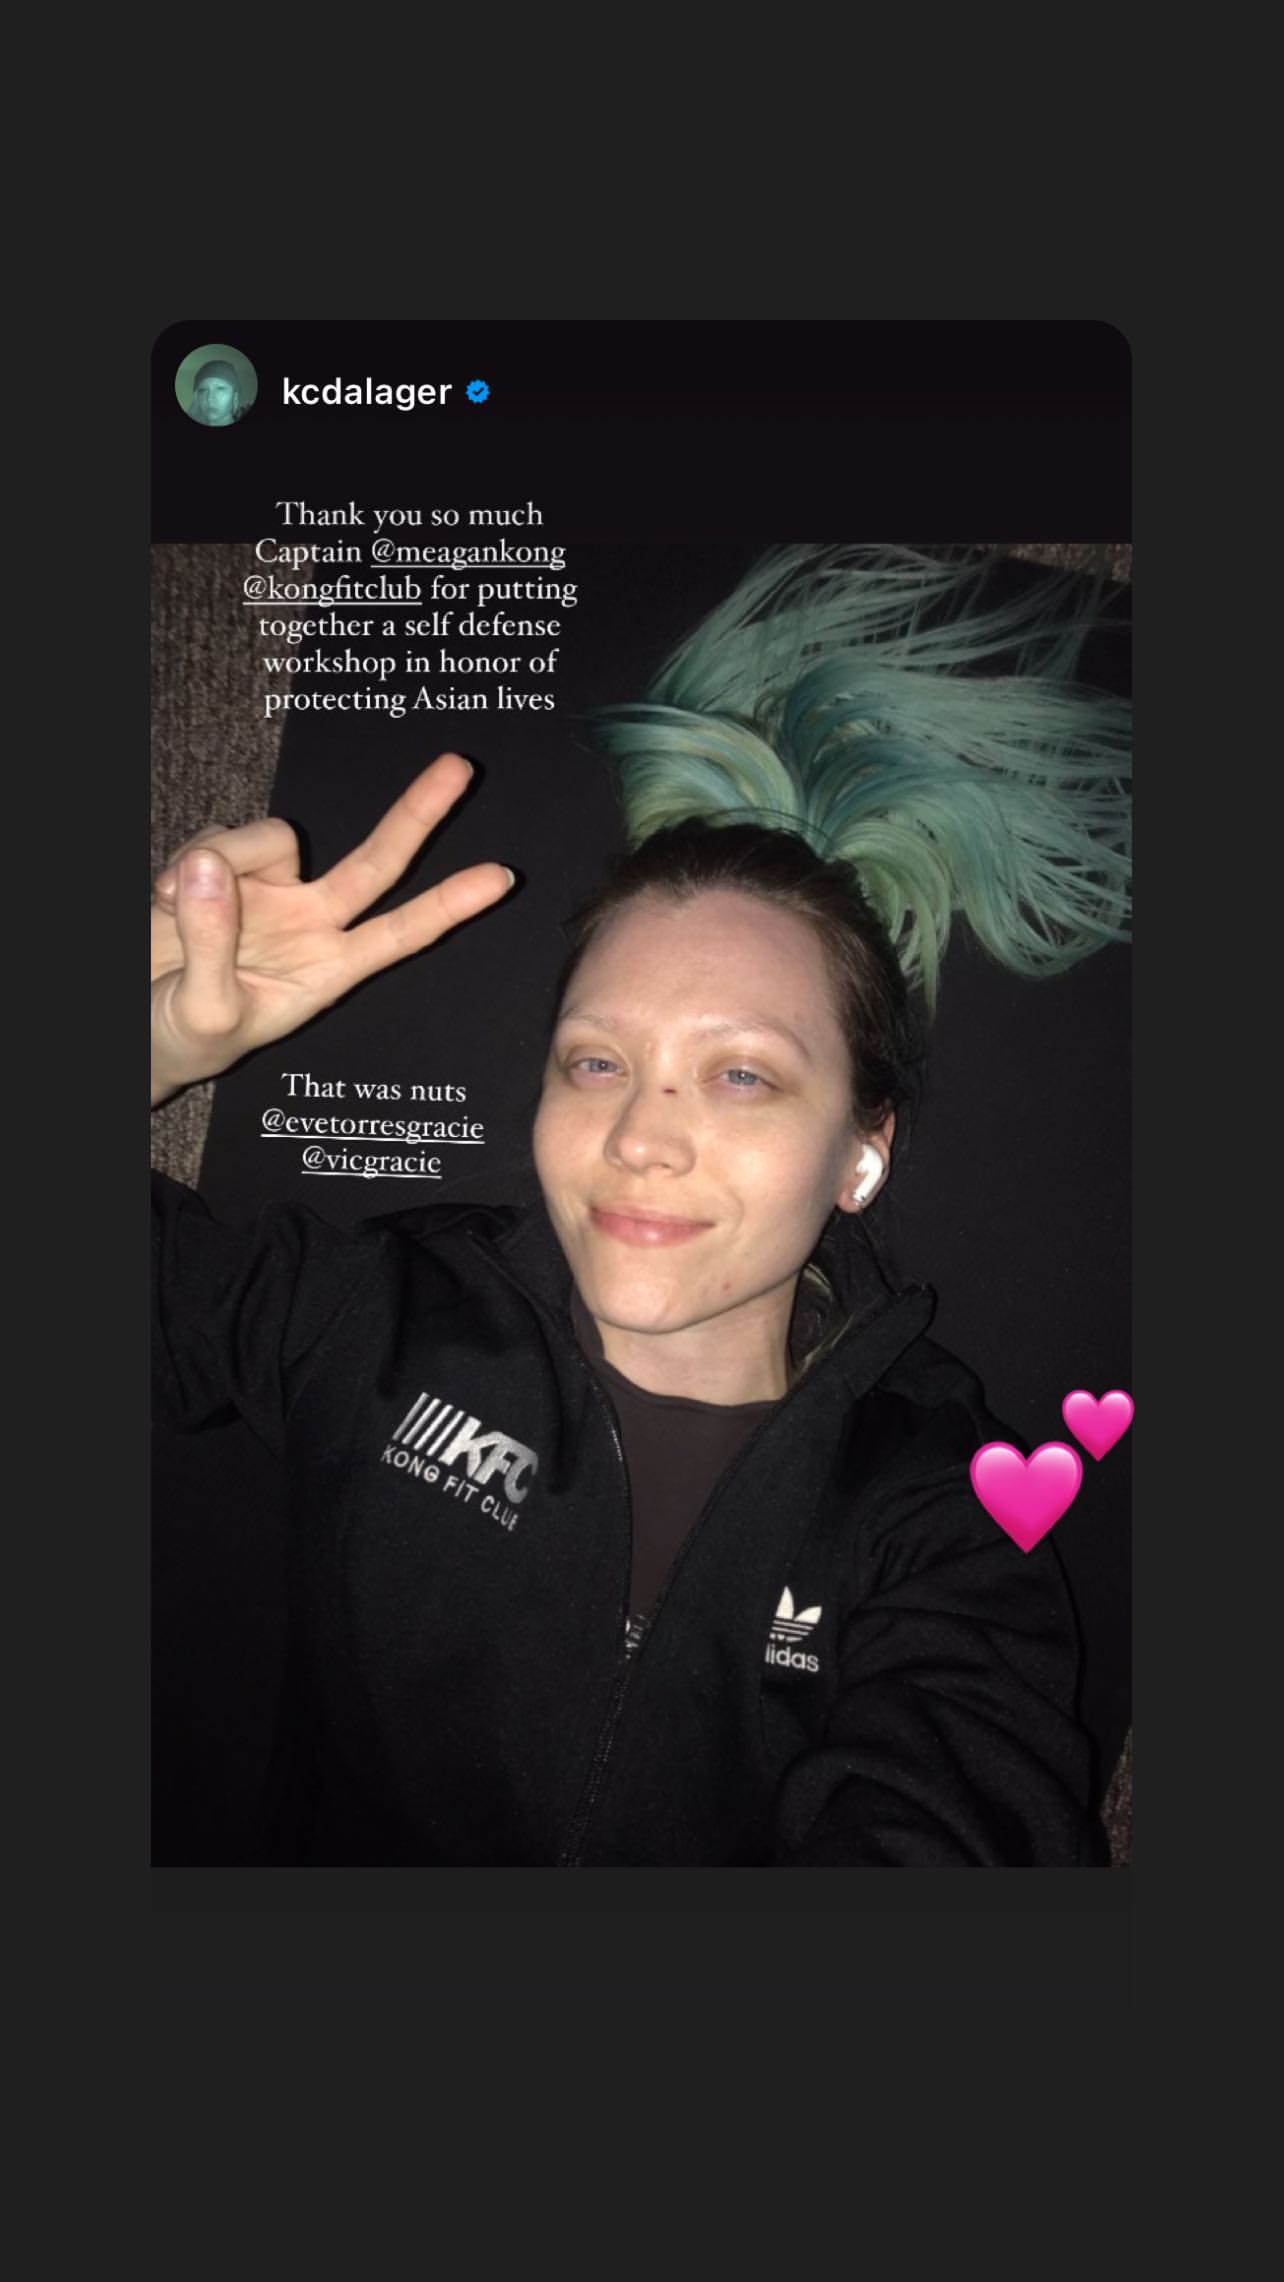 kcdalager
Thank you so much
Captain @meagankong
@kongfitclub for putting
together a self defense
workshop in honor of
protecting Asian lives
That was nuts
@evetorresgracie
@vicgracie
KFC
KONG FIT CLUB
lidas